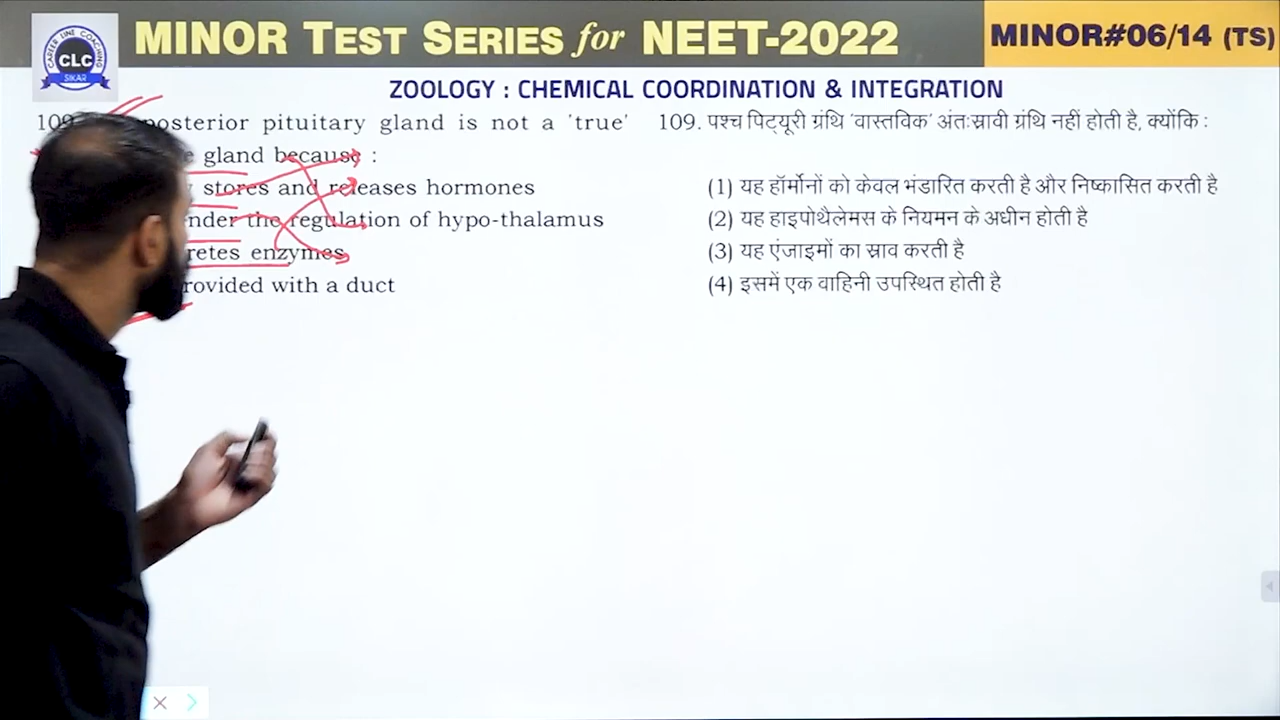 CAREER LINE COACHING
CLC
SIKAR
MINOR TEST SERIES for NEET-2022
MINOR#06/14 (TS)
ZOOLOGY : CHEMICAL COORDINATION & INTEGRATION
109. posterior pituitary gland is not a 'true'
gland because :
stores and releases hormones
the regulation of hypo-thalamus
enzymes
with a duct
109. पश्च पिट्यूरी ग्रंथि 'वास्तविक' अंतःस्रावी ग्रंथि नहीं होती है, क्योंकि :
(1) यह हॉर्मोनों को केवल भंडारित करती है और निष्कासित करती है
(2) यह हाइपोथैलेमस के नियमन के अधीन होती है
(3) यह एंजाइमों का स्राव करती है
(4) इसमें एक वाहिनी उपस्थित होती है